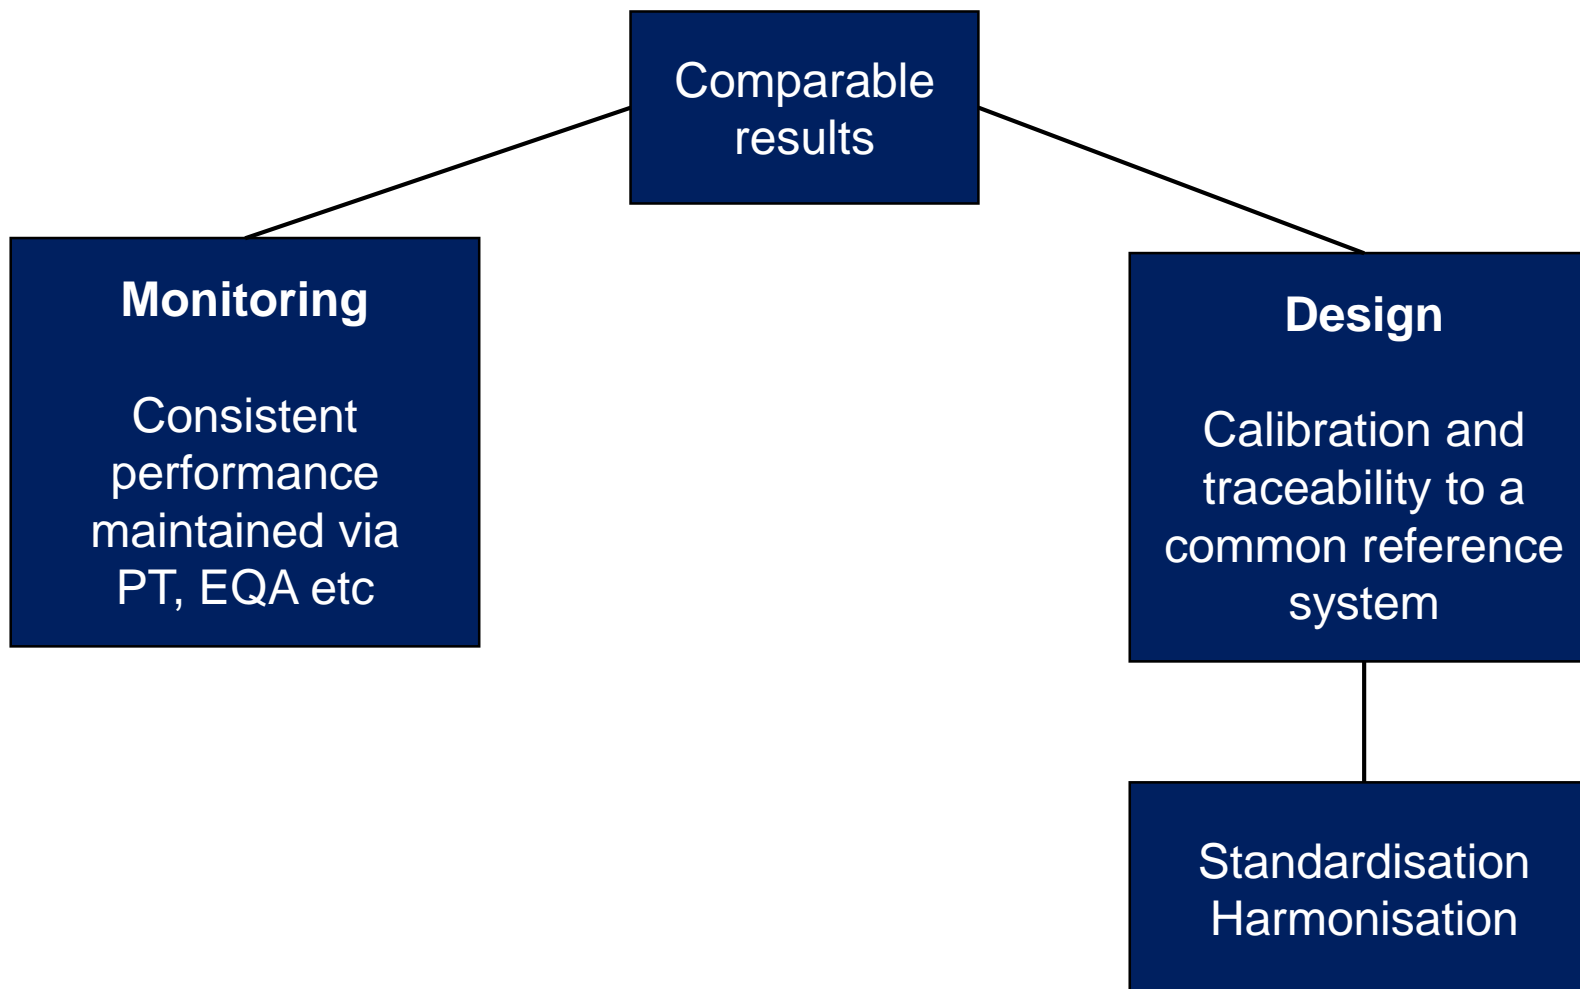 Comparable
results
Monitoring
Consistent
performance
maintained via
PT, EQA etc
Design
Calibration and
traceability to a
common reference
system
Standardisation
Harmonisation